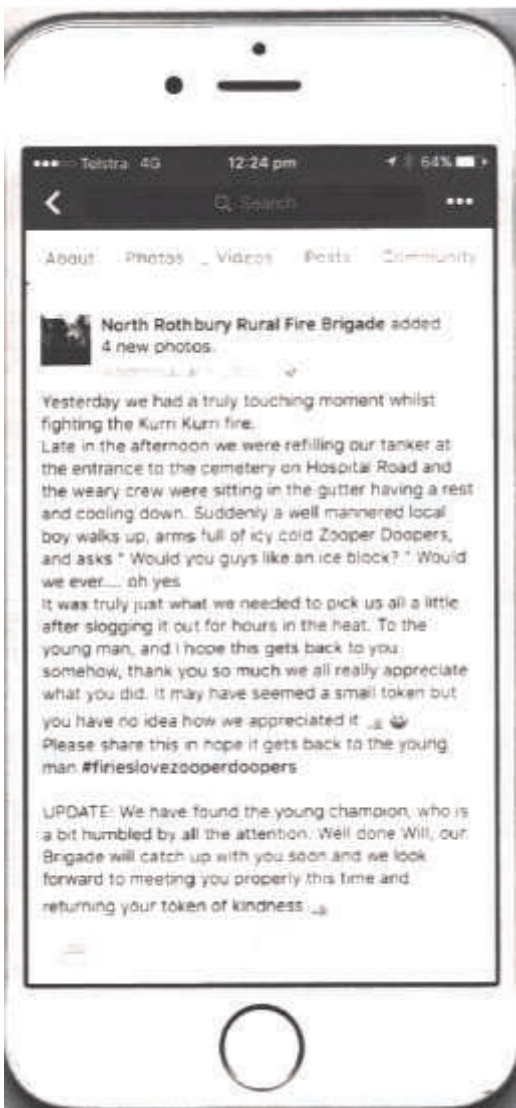 Telstra 4G 12:24 pm 64%
Search
About Photos Videos Posts Community
North Rothbury Rural Fire Brigade added
4 new photos.
Yesterday we had a truly touching moment whilst
fighting the Kurri Kurri fire.
Late in the afternoon we were refilling our tanker at
the entrance to the cemetery on Hospital Road and
the weary crew were sitting in the gutter having a rest
and cooling down. Suddenly a well mannered local
boy walks up, arms full of icy cold Zooper Doopers,
and asks " Would you guys like an ice block? " Would
we ever.... oh yes
It was truly just what we needed to pick us all a little
after slogging it out for hours in the heat. To the
young man, and I hope this gets back to you
somehow, thank you so much we all really appreciate
what you did. It may have seemed a small token but
you have no idea how we appreciated it
Please share this in hope it gets back to the young
man #firieslovezooperdoopers
UPDATE: We have found the young champion, who is
a bit humbled by all the attention. Well done Will, our
Brigade will catch up with you soon and we look
forward to meeting you properly this time and
returning your token of kindness